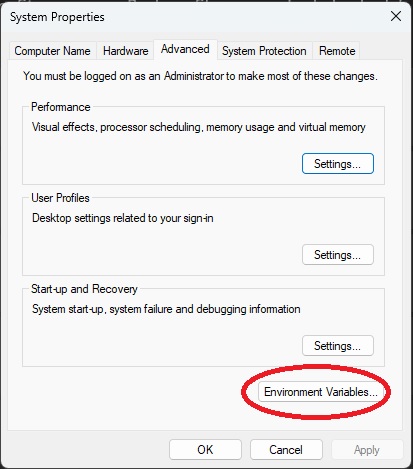 System Properties
Computer Name Hardware Advanced System Protection Remote
You must be logged on as an Administrator to make most of these changes.
Performance
Visual effects, processor scheduling, memory usage and virtual memory
Settings...
User Profiles
Desktop settings related to your sign-in
Settings...
Start-up and Recovery
System start-up, system failure and debugging information
Settings...
Environment Variables...
OK Cancel Apply